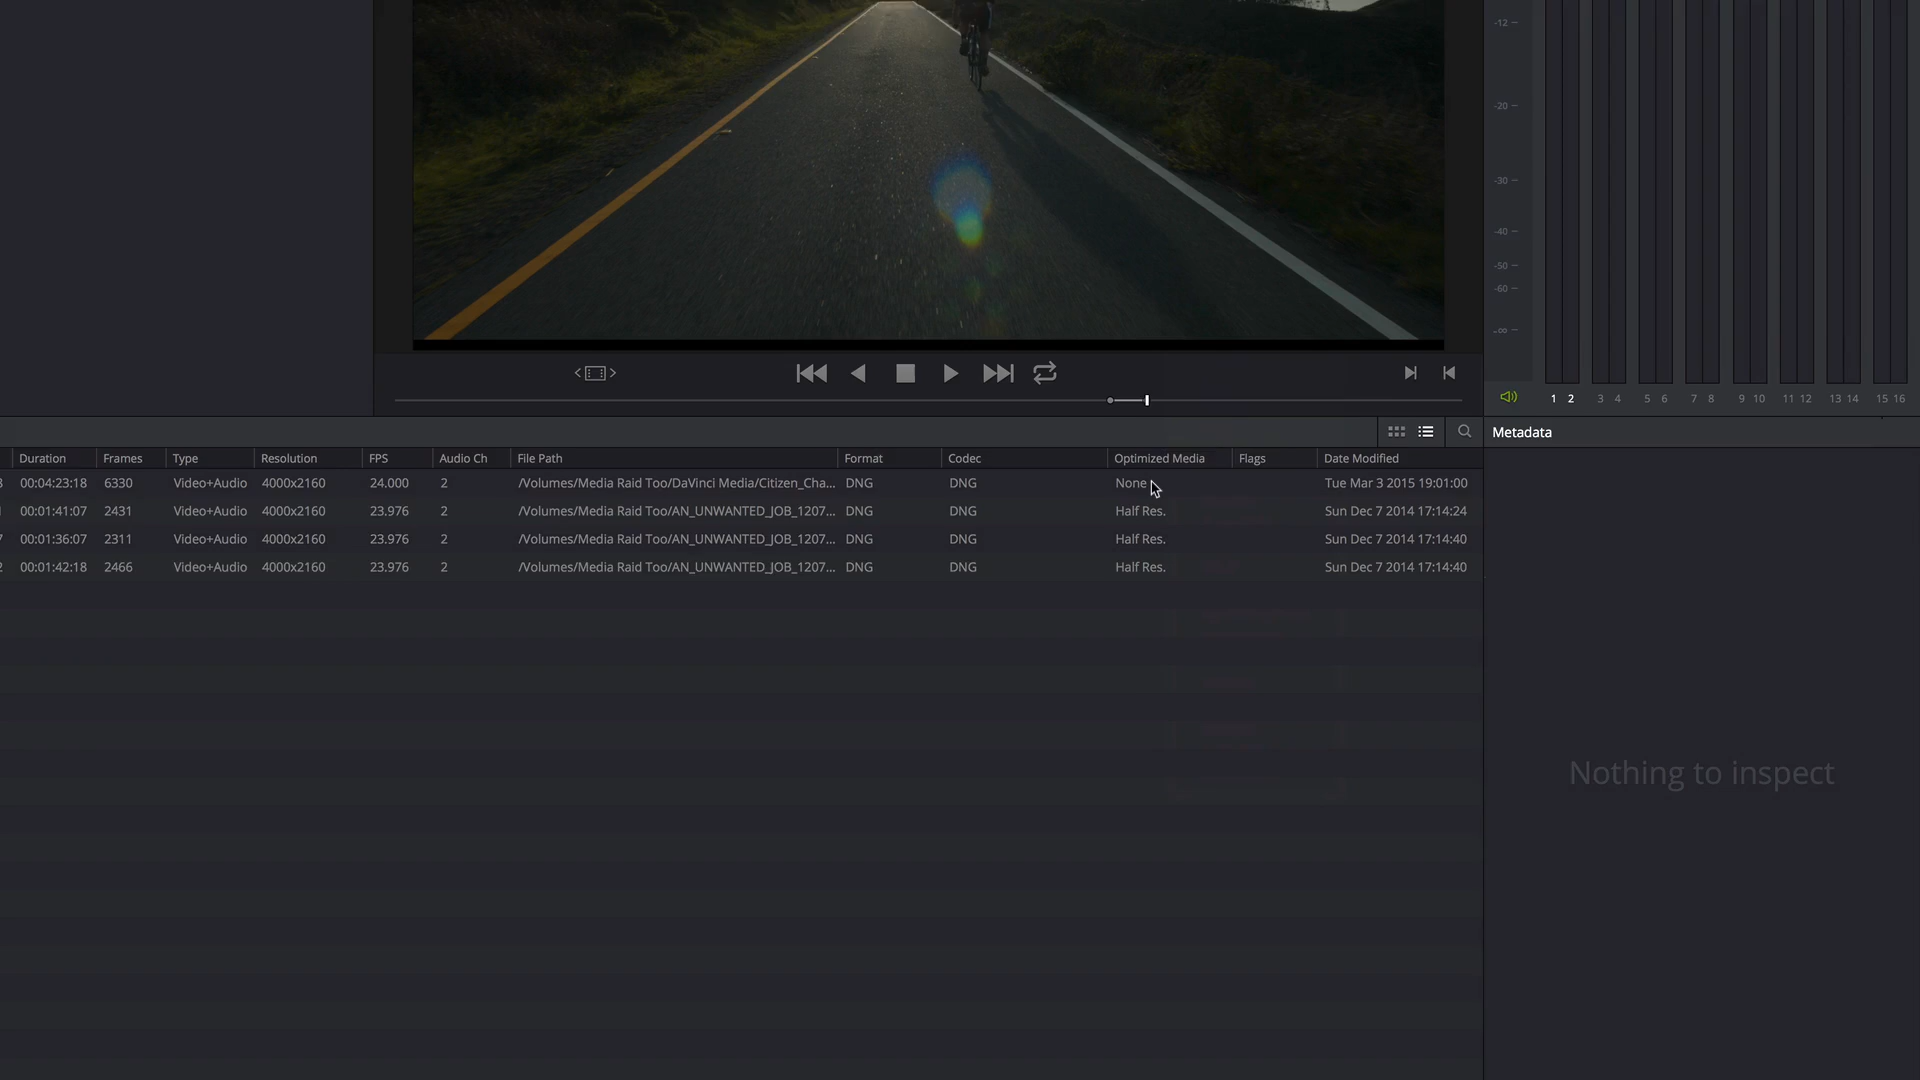 -12
-20
-30
-40
-50
-60
-∞
1 2 3 4 5 6 7 8 9 10 11 12 13 14 15 16
Metadata
Duration Frames Type Resolution FPS Audio Ch File Path Format Codec Optimized Media Flags Date Modified
00:04:23:18 6330 Video+Audio 4000x2160 24.000 2 /Volumes/Media Raid Too/DaVinci Media/Citizen_Cha... DNG DNG None Tue Mar 3 2015 19:01:00
00:01:41:07 2431 Video+Audio 4000x2160 23.976 2 /Volumes/Media Raid Too/AN_UNWANTED_JOB_1207... DNG DNG Half Res. Sun Dec 7 2014 17:14:24
00:01:36:07 2311 Video+Audio 4000x2160 23.976 2 /Volumes/Media Raid Too/AN_UNWANTED_JOB_1207... DNG DNG Half Res. Sun Dec 7 2014 17:14:40
00:01:42:18 2466 Video+Audio 4000x2160 23.976 2 /Volumes/Media Raid Too/AN_UNWANTED_JOB_1207... DNG DNG Half Res. Sun Dec 7 2014 17:14:40
Nothing to inspect